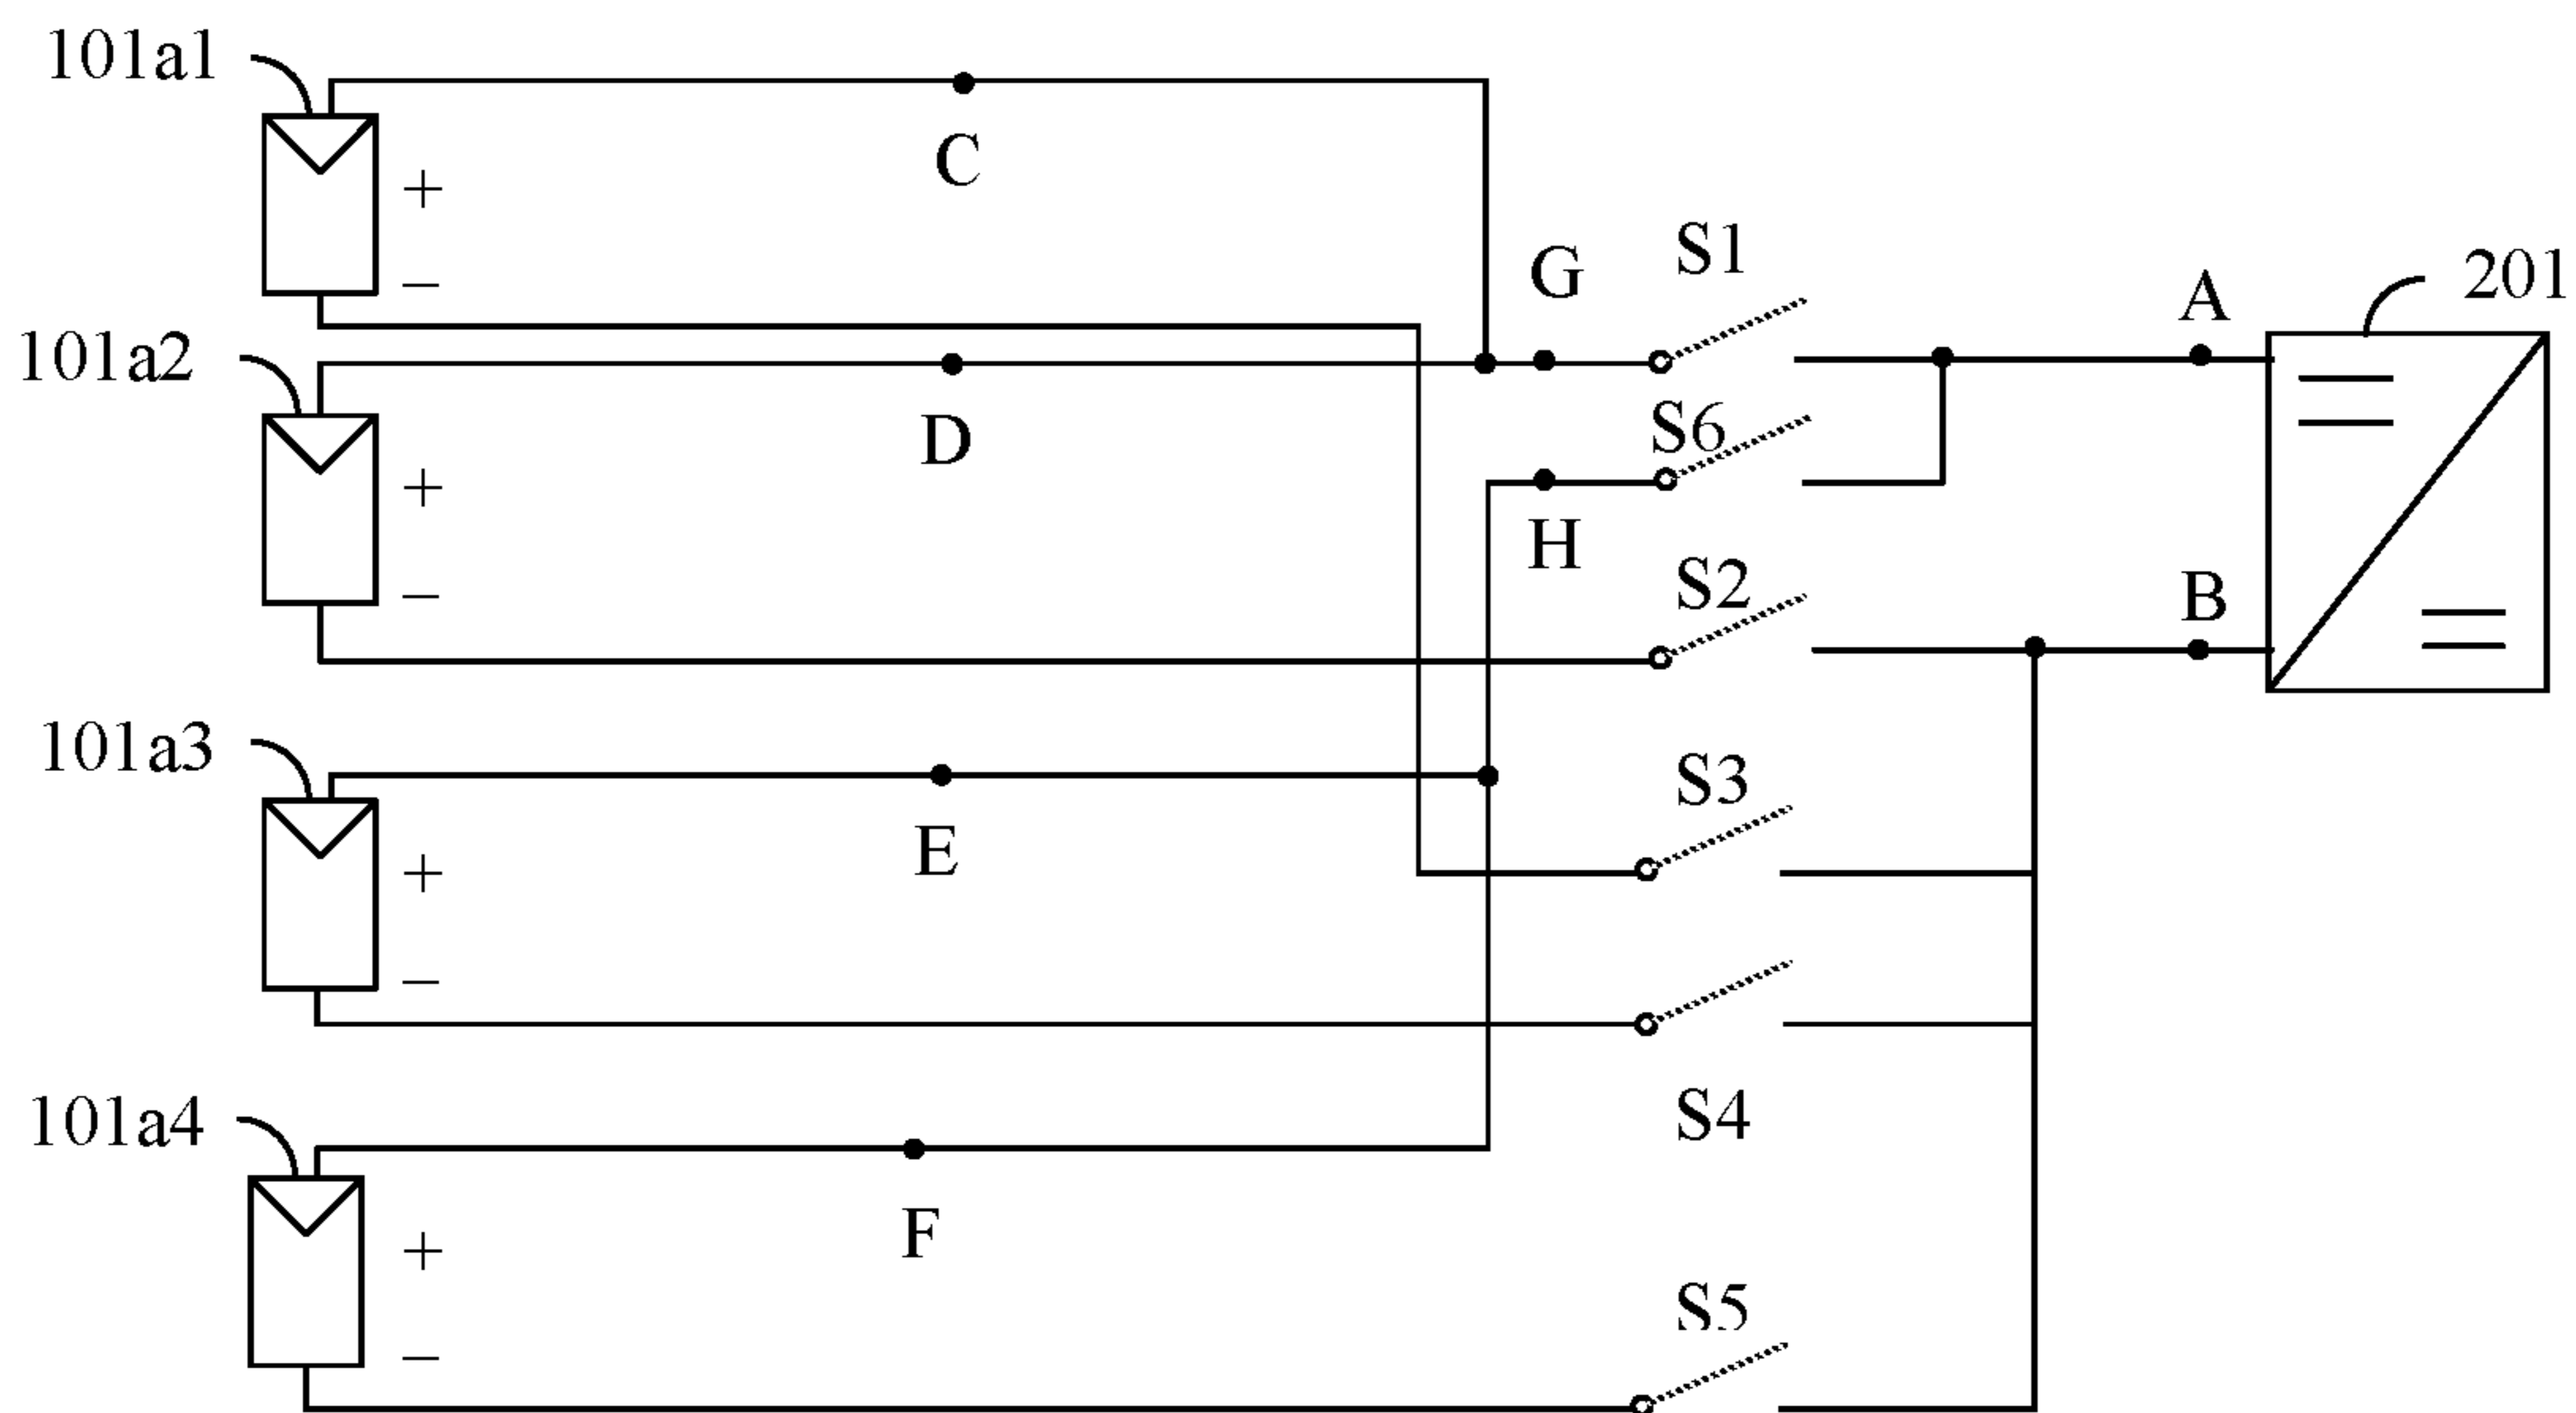 101a1
C
+
S1
G
201
A
−
101a2
D
S6
+
H
S2
B
−
101a3
S3
E
+
−
101a4
S4
F
+
S5
−